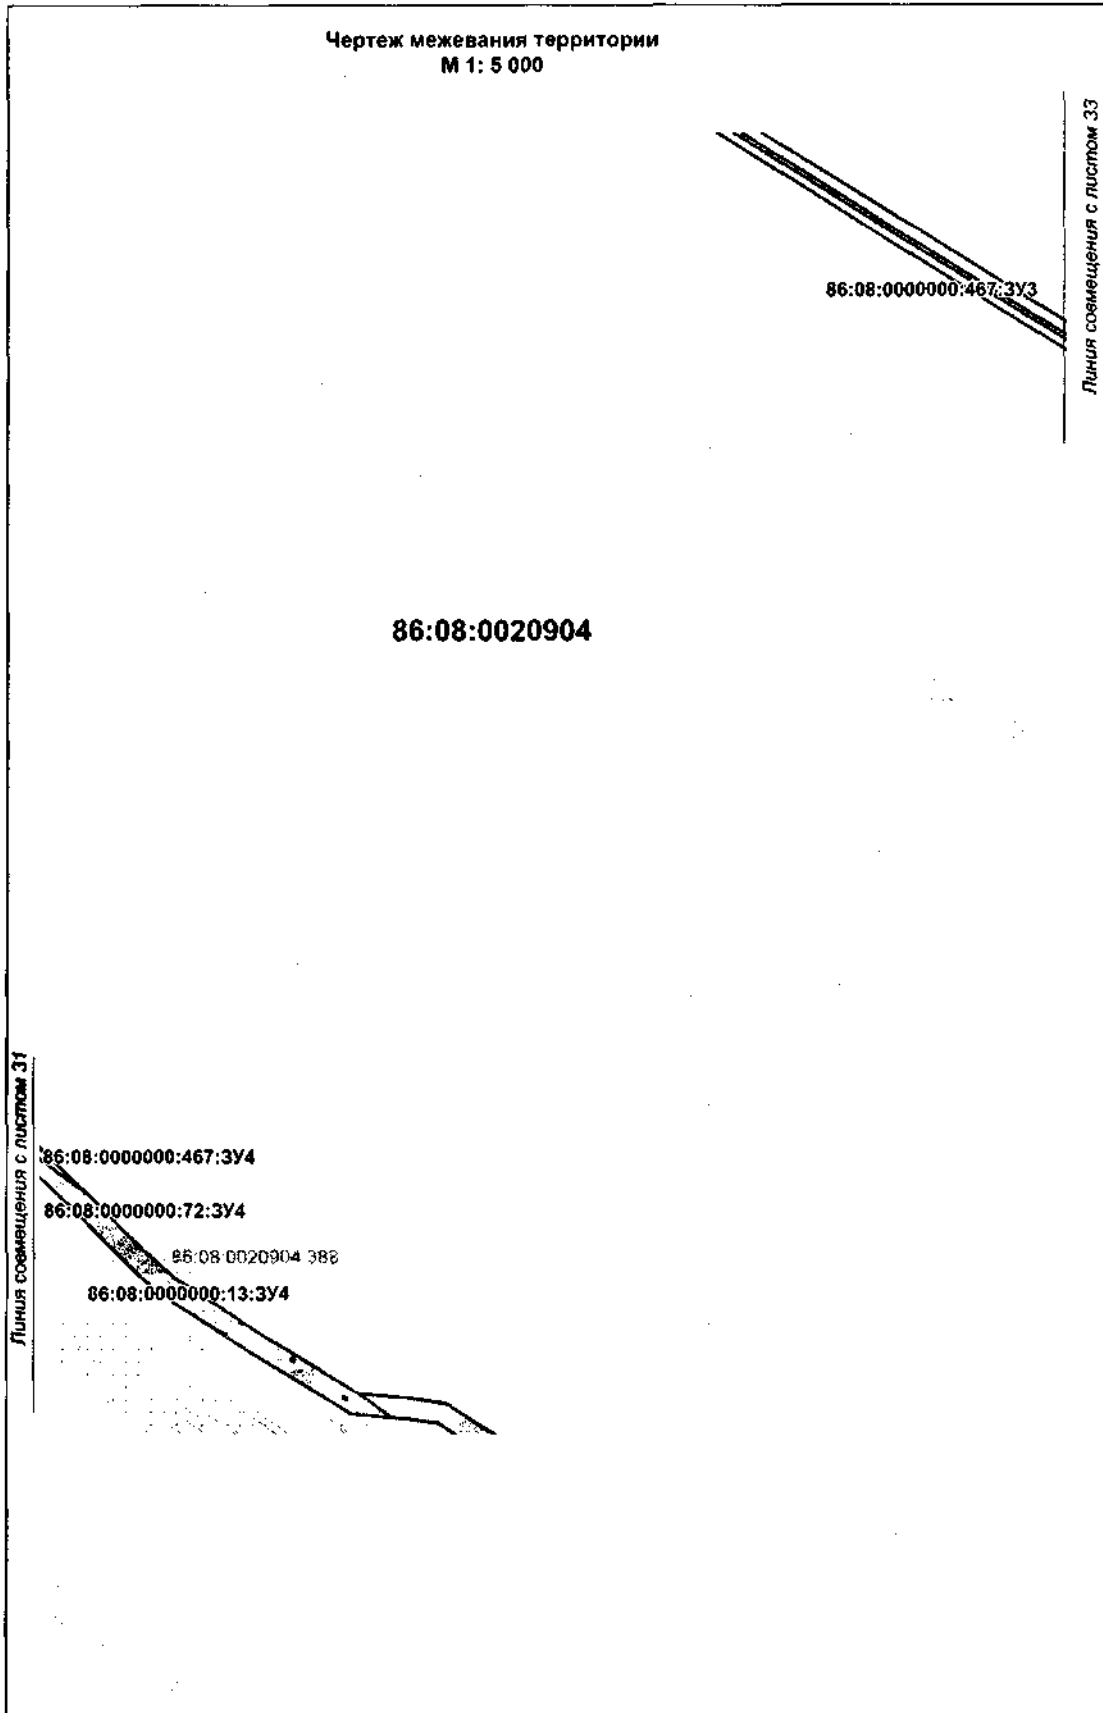 Чертеж межевания территории
М 1: 5 000
Линия совмещения с листом 33
86:08:0000000:467:ЗУ3
86:08:0020904
Линия совмещения с листом 31
86:08:0000000:467:ЗУ4
86:08:0000000:72:ЗУ4
86:08:0020904:388
86:08:0000000:13:ЗУ4